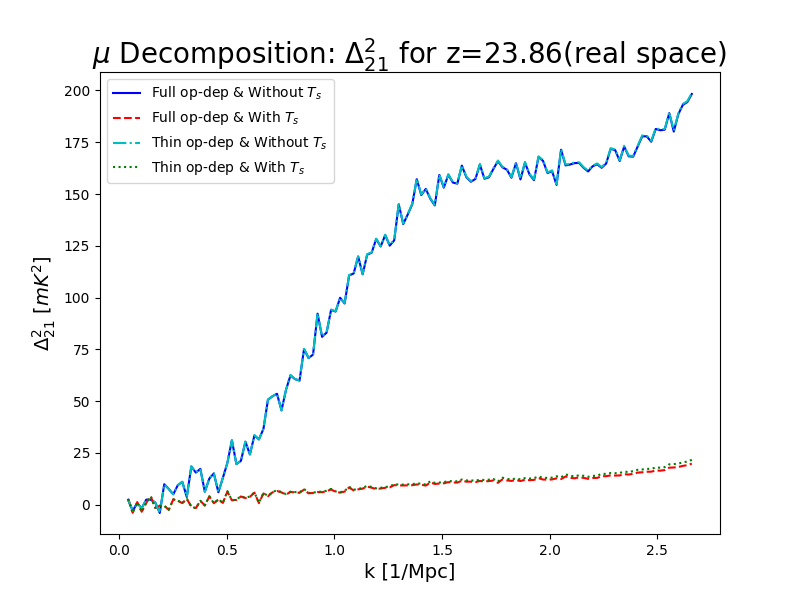 μ Decomposition: Δ²₂₁ for z=23.86(real space)
Full op-dep & Without Tₛ
Full op-dep & With Tₛ
Thin op-dep & Without Tₛ
Thin op-dep & With Tₛ
Δ²₂₁ [mK²]
200
175
150
125
100
75
50
25
0
0.0 0.5 1.0 1.5 2.0 2.5
k [1/Mpc]